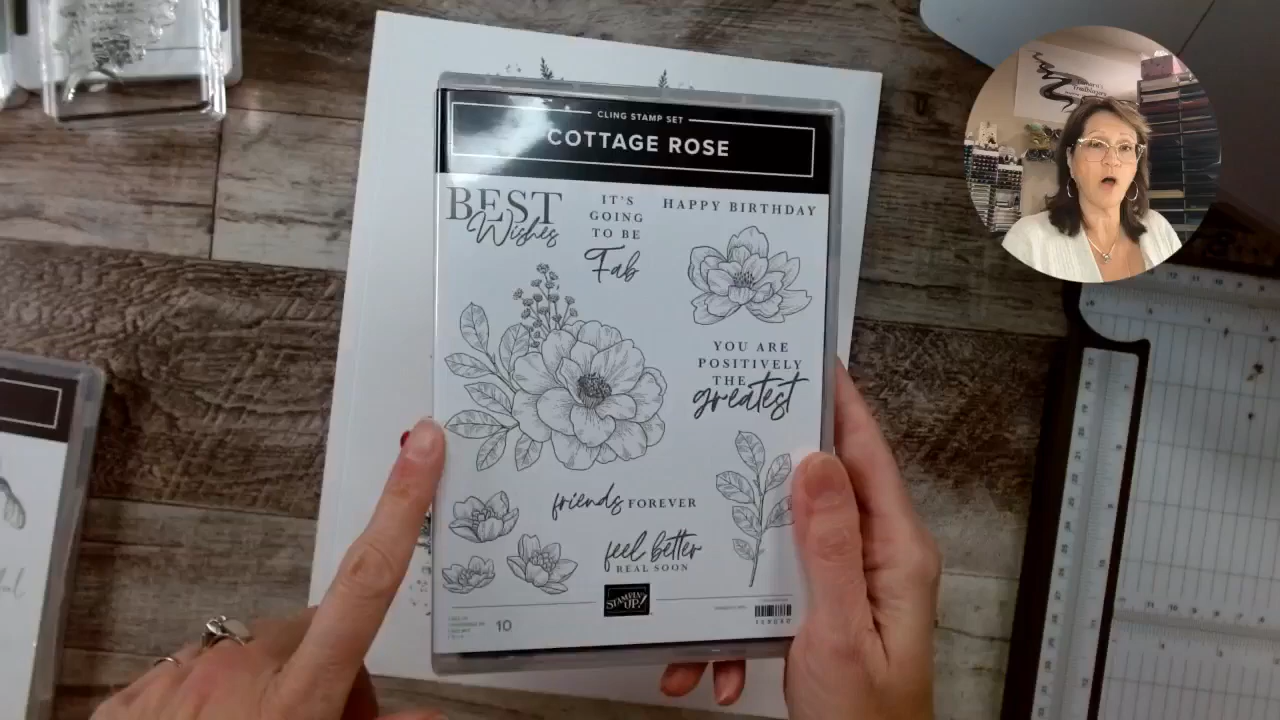 CLING STAMP SET
COTTAGE ROSE
BEST
Wishes
IT'S
GOING
TO BE
Fab
HAPPY BIRTHDAY
YOU ARE
POSITIVELY
THE
greatest
friends FOREVER
feel better
REAL SOON
STAMPIN' UP!
10